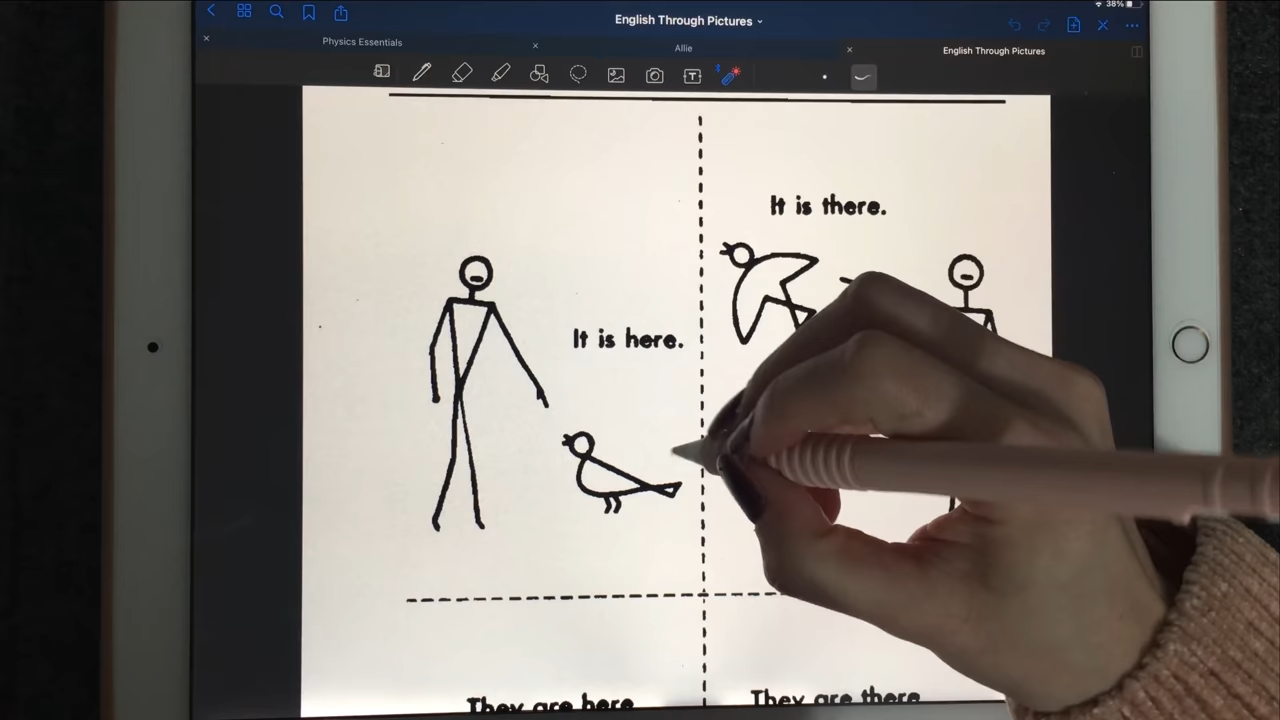 38%
English Through Pictures
Physics Essentials
Allie
English Through Pictures
T
It is there.
It is here.
They are here
They are there